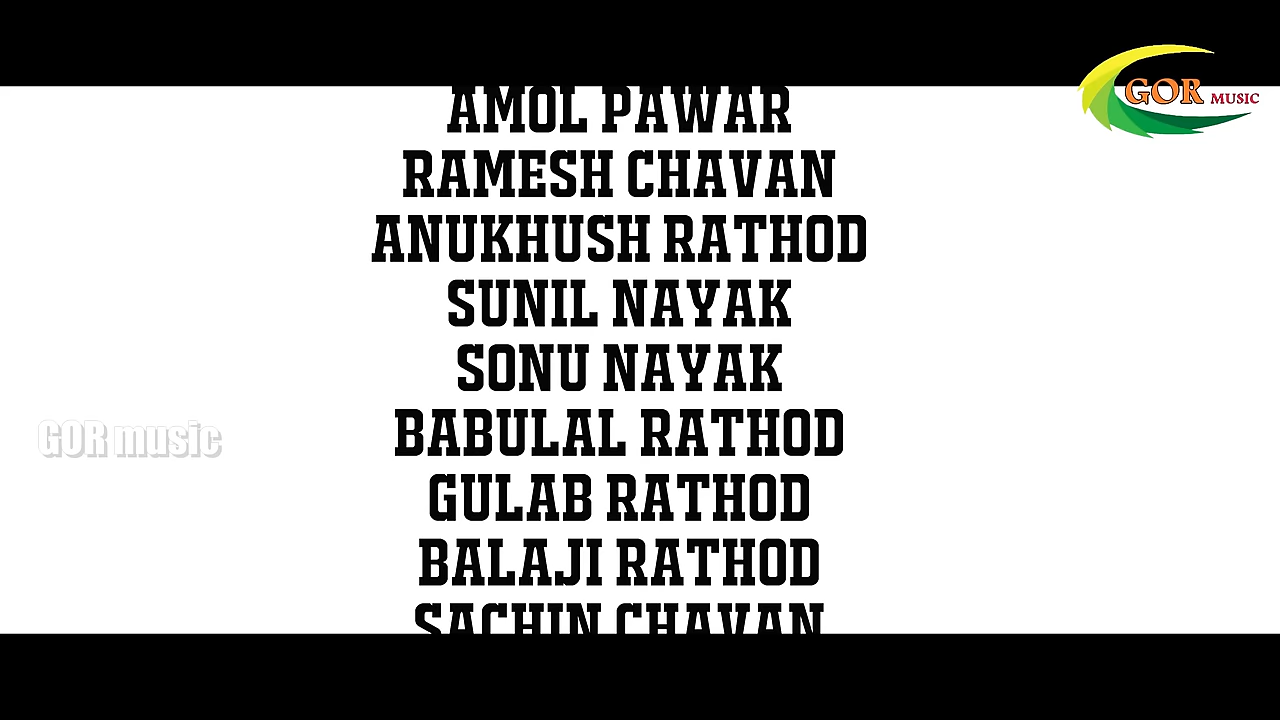 GOR MUSIC
AMOL PAWAR
RAMESH CHAVAN
ANUKHUSH RATHOD
SUNIL NAYAK
SONU NAYAK
BABULAL RATHOD
GOR music
GULAB RATHOD
BALAJI RATHOD
SACHIN CHAVAN